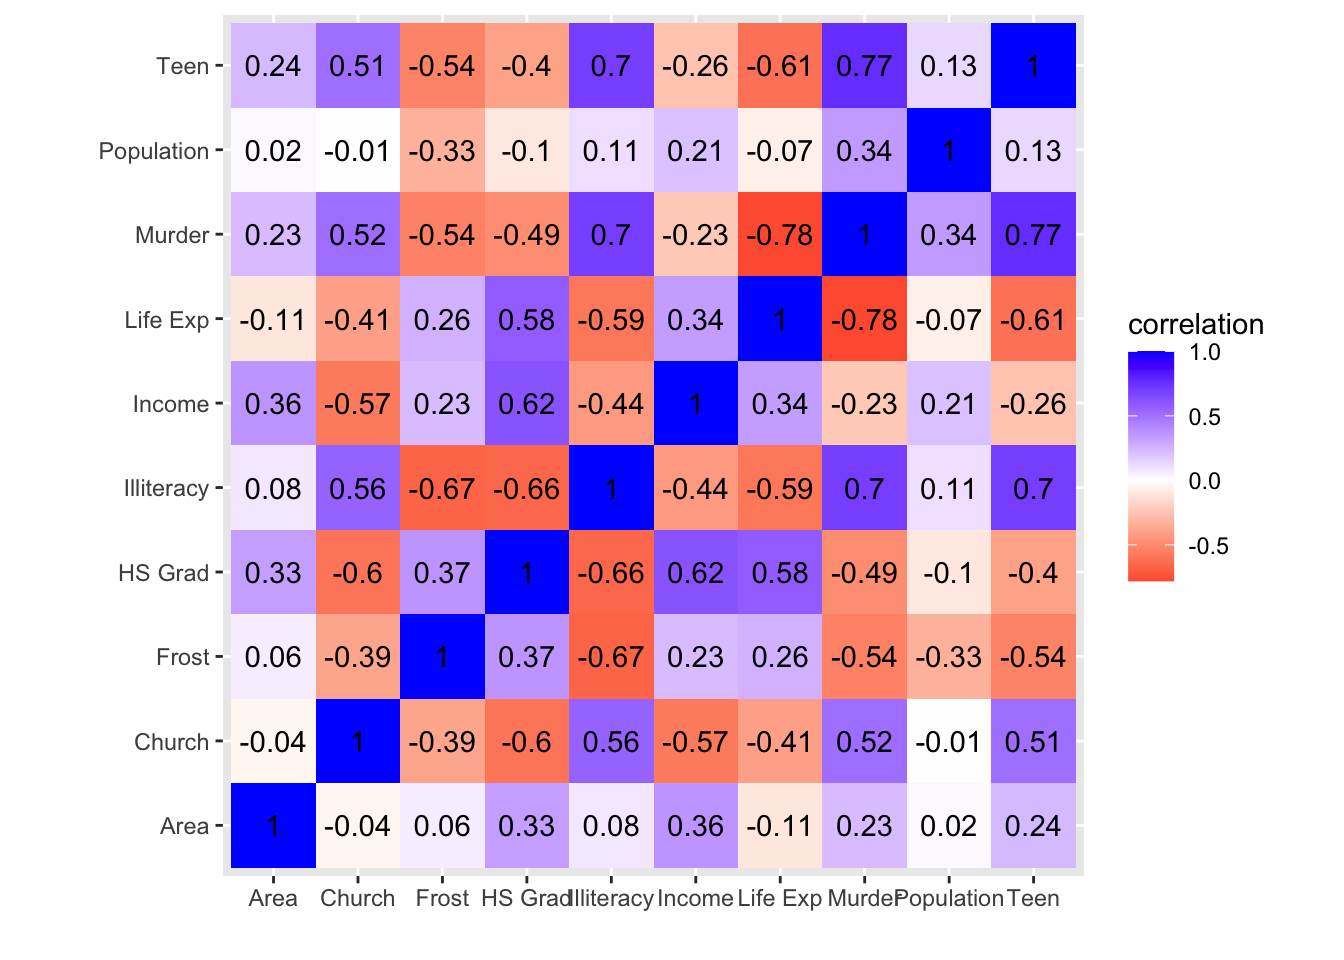 Teen 0.24 0.51 -0.54 -0.4 0.7 -0.26 -0.61 0.77 0.13 1
Population 0.02 -0.01 -0.33 -0.1 0.11 0.21 -0.07 0.34 1 0.13
Murder 0.23 0.52 -0.54 -0.49 0.7 -0.23 -0.78 1 0.34 0.77
Life Exp -0.11 -0.41 0.26 0.58 -0.59 0.34 1 -0.78 -0.07 -0.61
Income 0.36 -0.57 0.23 0.62 -0.44 1 0.34 -0.23 0.21 -0.26
Illiteracy 0.08 0.56 -0.67 -0.66 1 -0.44 -0.59 0.7 0.11 0.7
HS Grad 0.33 -0.6 0.37 1 -0.66 0.62 0.58 -0.49 -0.1 -0.4
Frost 0.06 -0.39 1 0.37 -0.67 0.23 0.26 -0.54 -0.33 -0.54
Church -0.04 1 -0.39 -0.6 0.56 -0.57 -0.41 0.52 -0.01 0.51
Area 1 -0.04 0.06 0.33 0.08 0.36 -0.11 0.23 0.02 0.24
Area Church Frost HS Grad Illiteracy Income Life Exp Murder Population Teen
correlation
1.0
0.5
0.0
-0.5